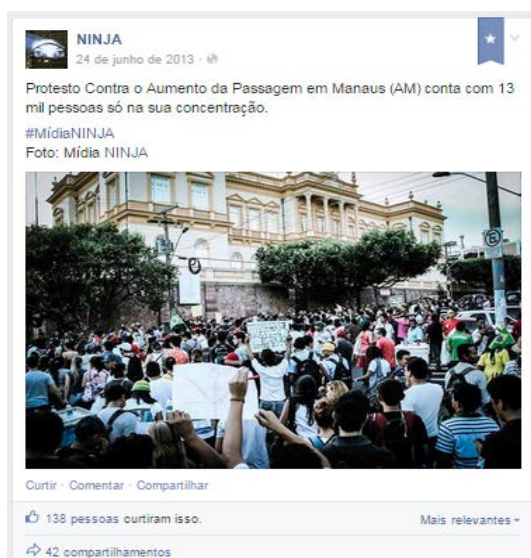 NINJA
24 de junho de 2013 ·
Protesto Contra o Aumento da Passagem em Manaus (AM) conta com 13
mil pessoas só na sua concentração.
#MídiaNINJA
Foto: Mídia NINJA
E
Curtir · Comentar · Compartilhar
138 pessoas curtiram isso.
Mais relevantes
42 compartilhamentos